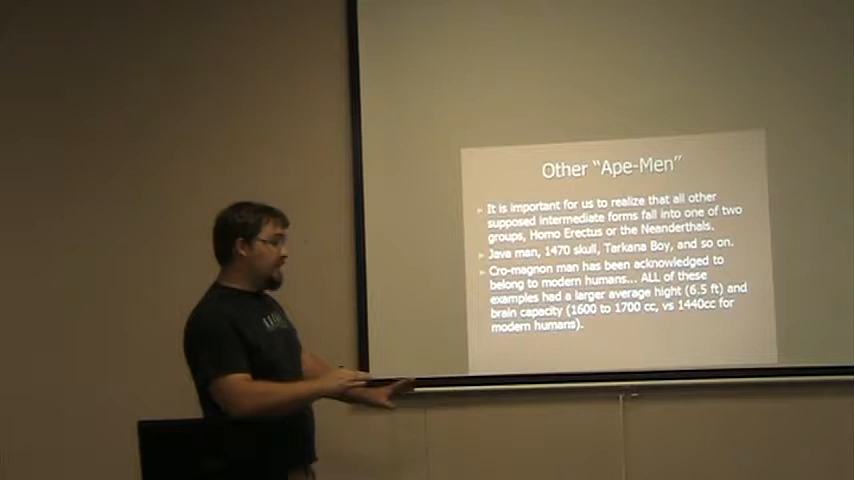 Other “Ape-Men”
It is important for us to realize that all other
supposed intermediate forms fall into one of two
groups, Homo Erectus or the Neanderthals.
Java man, 1470 skull, Tarkana Boy, and so on.
Cro-magnon man has been acknowledged to
belong to modern humans... ALL of these
examples had a larger average hight (6.5 ft) and
brain capacity (1600 to 1700 cc, vs 1440cc for
modern humans).